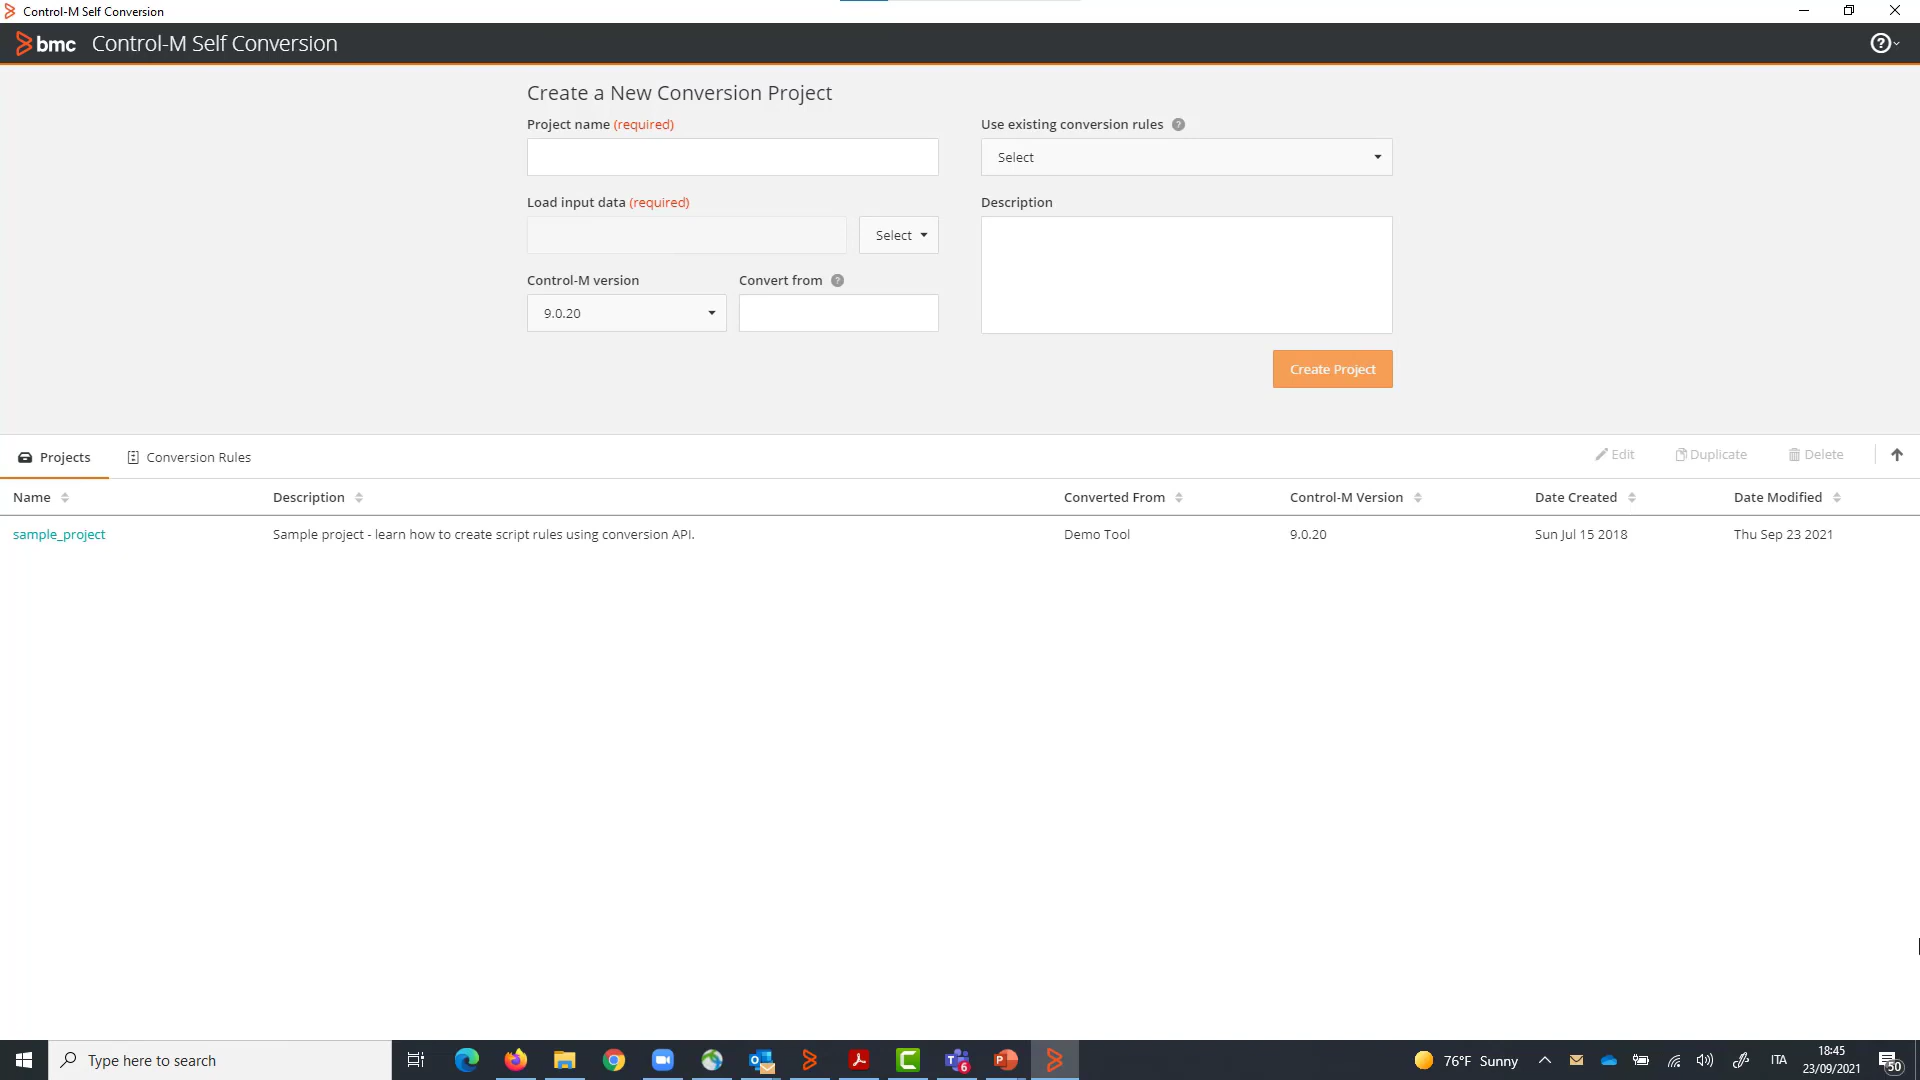 Control-M Self Conversion
bmc Control-M Self Conversion
Create a New Conversion Project
Project name (required)
Use existing conversion rules
Select
Load input data (required)
Select
Description
Control-M version
Convert from
9.0.20
Create Project
Projects
Conversion Rules
Edit
Duplicate
Delete
Name Description Converted From Control-M Version Date Created Date Modified
sample_project Sample project - learn how to create script rules using conversion API. Demo Tool 9.0.20 Sun Jul 15 2018 Thu Sep 23 2021
Type here to search
6
76°F Sunny
ITA
18:45
23/09/2021
50